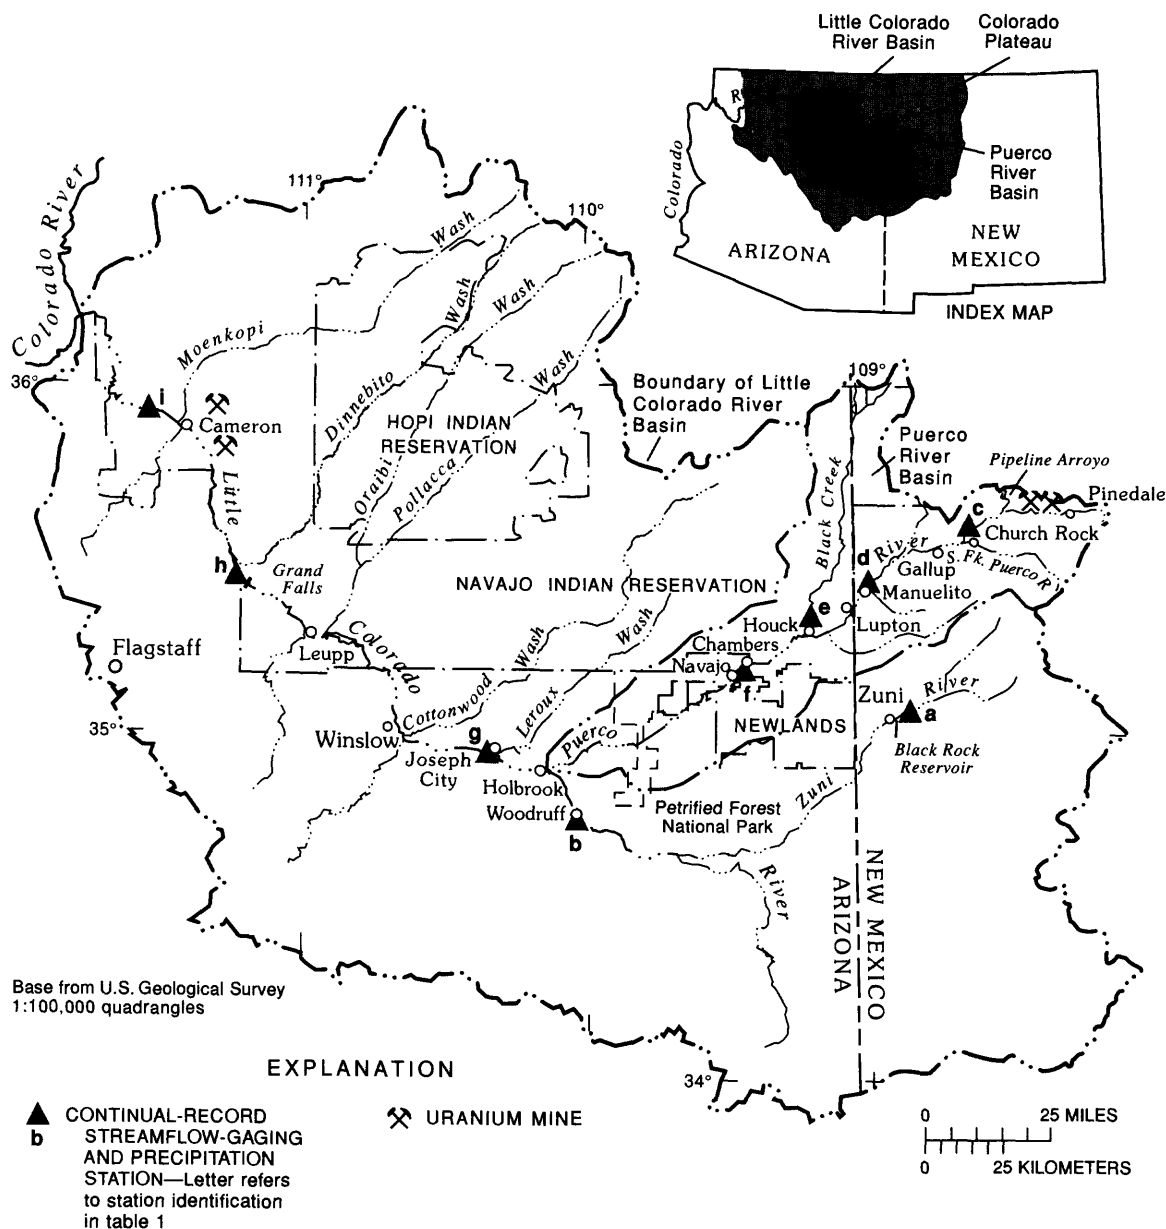 Little Colorado
River Basin
Colorado
Plateau
R
Colorado
Puerco
River
Basin
ARIZONA
NEW
MEXICO
INDEX MAP
Colorado River
111°
110°
109°
36°
35°
34°
Wash
Moenkopi
Wash
Wash
Wash
Dinnebito
Oraibi
Pollacca
HOPI INDIAN
RESERVATION
Boundary of Little
Colorado River
Basin
i
Cameron
Little
h
Grand
Falls
Leupp
Colorado
Flagstaff
NAVAJO INDIAN RESERVATION
Black Creek
Puerco
River
Basin
Pipeline Arroyo
Pinedale
c
Church Rock
River
d
Gallup
S. Fk. Puerco R
Manuelito
e
Lupton
Houck
Chambers
Navajo
f
Wash
Wash
Cottonwood
Leroux
Puerco
NEWLANDS
Zuni
River
a
Black Rock
Reservoir
Winslow
g
Joseph
City
Holbrook
Woodruff
b
Petrified Forest
National Park
Zuni
River
ARIZONA
NEW MEXICO
Base from U.S. Geological Survey
1:100,000 quadrangles
EXPLANATION
CONTINUAL-RECORD
b STREAMFLOW-GAGING
AND PRECIPITATION
STATION—Letter refers
to station identification
in table 1
URANIUM MINE
0 25 MILES
0 25 KILOMETERS